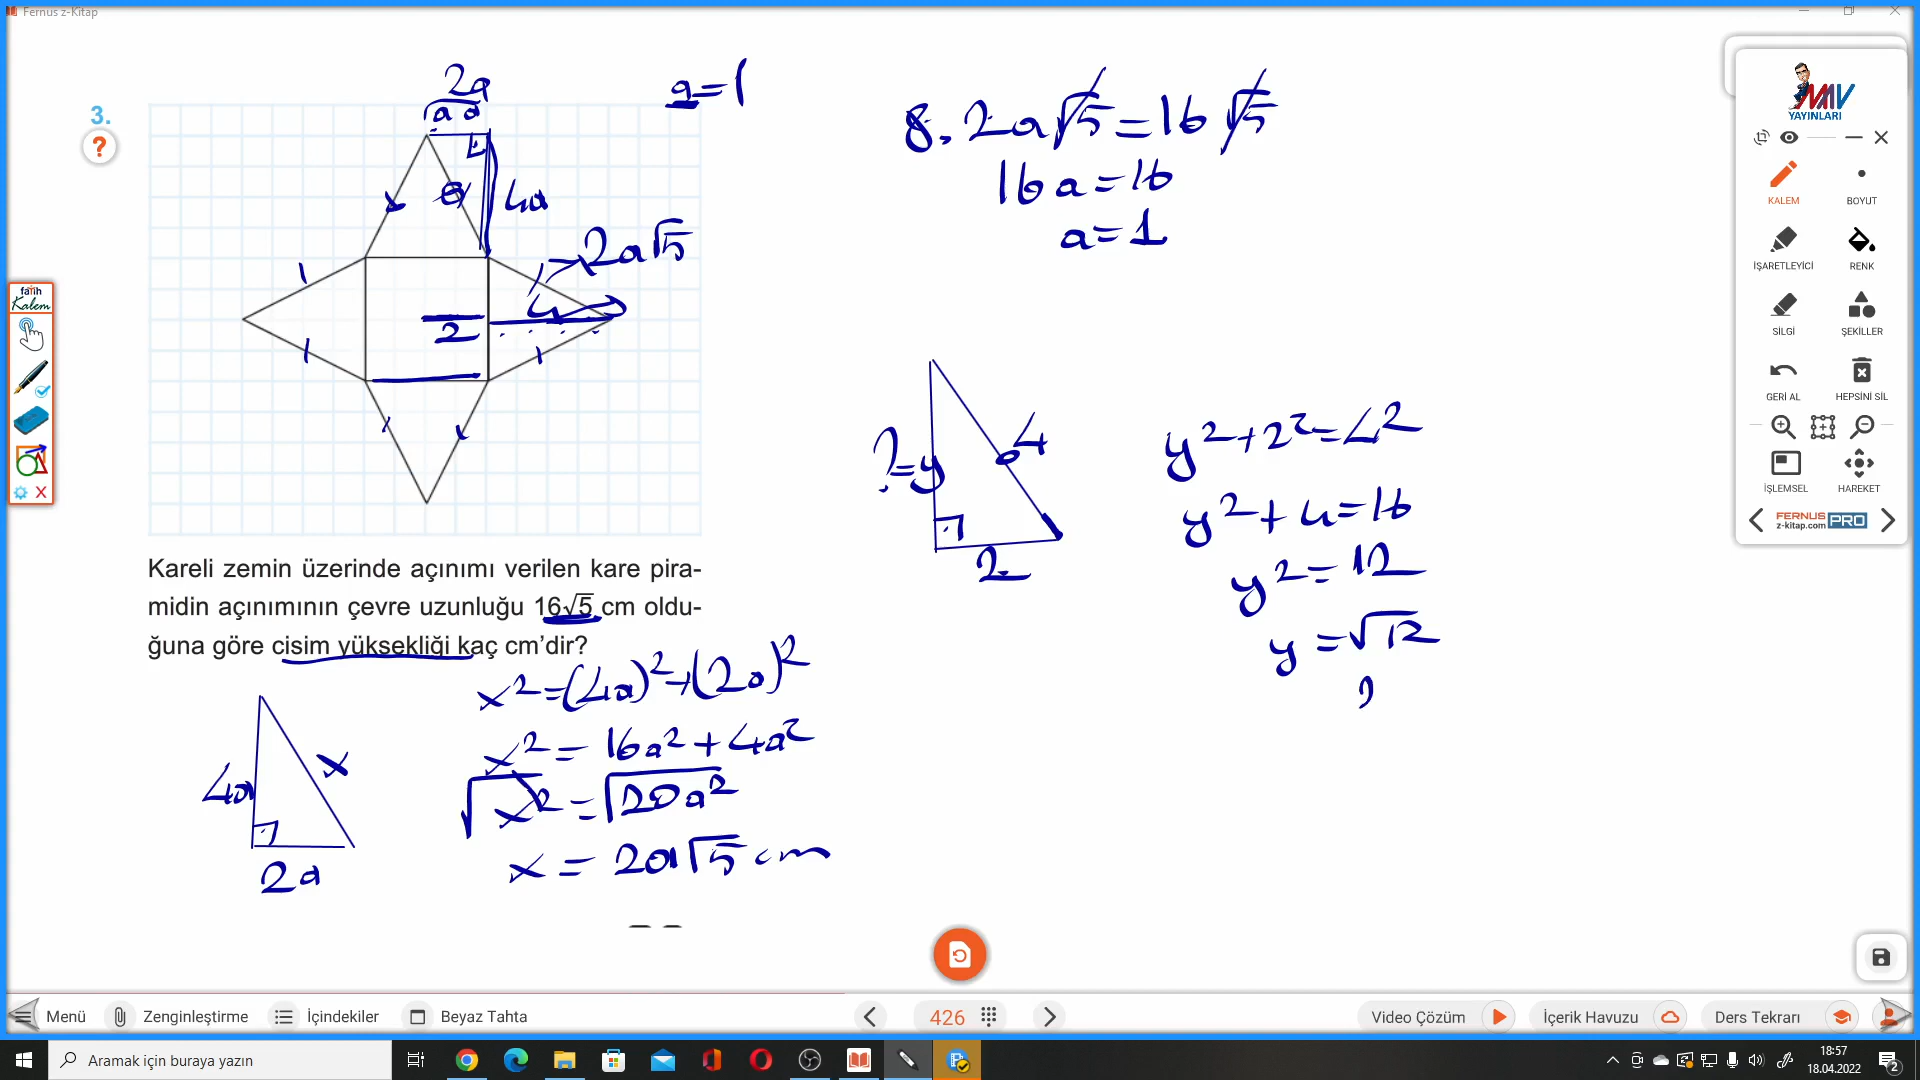 Fernus z-Kitap
3.
?
2a
a a
a=1
4a
2a√5
4
2
8.2a√5=16√5
16a=16
a=1
?=y
4
2
y²+2²=4²
y²+4=16
y²=12
y=√12
Kareli zemin üzerinde açınımı verilen kare pira-
midin açınımının çevre uzunluğu 16√5 cm oldu-
ğuna göre cisim yüksekliği kaç cm'dir?
4a
x
2a
x²=(4a)²+(2a)²
x²=16a²+4a²
√x²=√20a²
x=2a√5 cm
fatih
Kalem
MAV
YAYINLARI
KALEM
BOYUT
İŞARETLEYİCİ
RENK
SİLGİ
ŞEKİLLER
GERİ AL
HEPSİNİ SİL
İŞLEMSEL
HAREKET
FERNUS
z-kitap.com PRO
Menü
Zenginleştirme
İçindekiler
Beyaz Tahta
426
Video Çözüm
İçerik Havuzu
Ders Tekrarı
Aramak için buraya yazın
18:57
18.04.2022
2